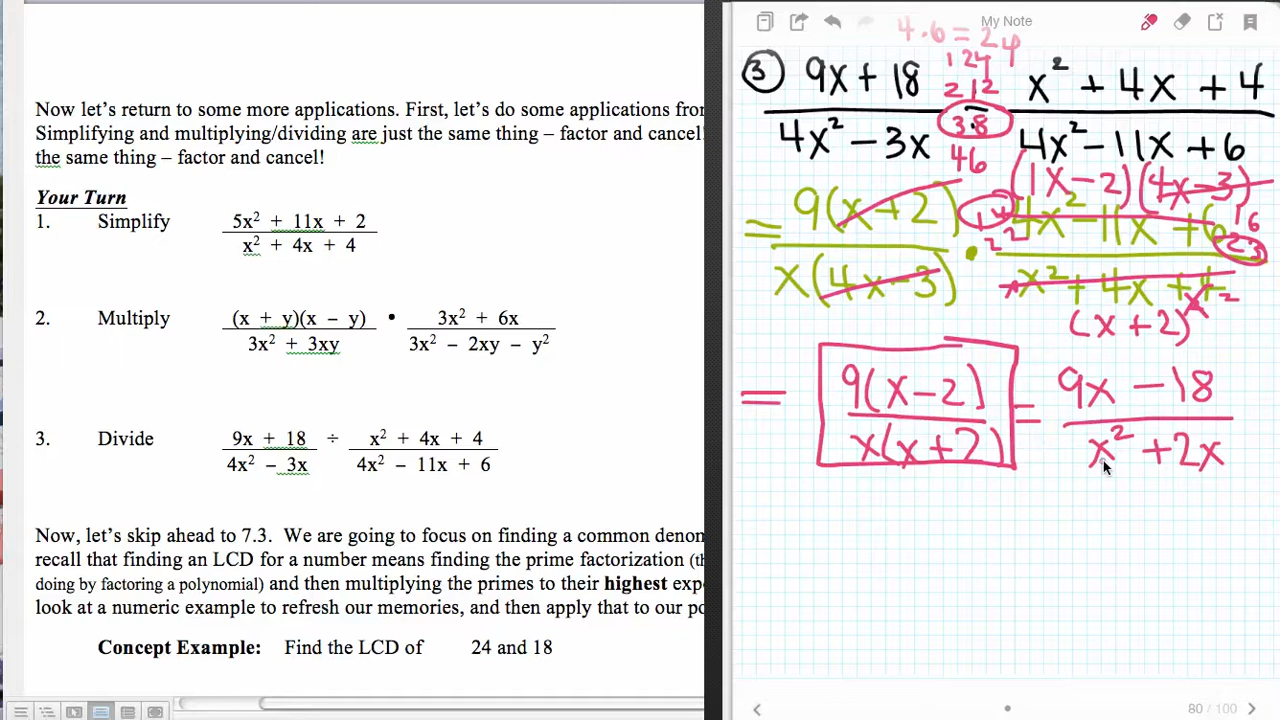 Now let's return to some more applications. First, let's do some applications fror
Simplifying and multiplying/dividing are just the same thing – factor and cancel!
the same thing – factor and cancel!
Your Turn
1. Simplify
5x² + 11x + 2
x² + 4x + 4
2. Multiply
(x + y)(x – y) • 3x² + 6x
3x² + 3xy 3x² – 2xy – y²
3. Divide
9x + 18 ÷ x² + 4x + 4
4x² – 3x 4x² – 11x + 6
Now, let's skip ahead to 7.3. We are going to focus on finding a common denom
recall that finding an LCD for a number means finding the prime factorization (th
doing by factoring a polynomial) and then multiplying the primes to their highest exp
look at a numeric example to refresh our memories, and then apply that to our po
Concept Example: Find the LCD of 24 and 18
My Note
4·6 = 24
1 24
2 12
3·8
46
③ 9x + 18 x² + 4x + 4
4x² – 3x 4x² – 11x + 6
(1x – 2)(4x – 3)
= 9(x + 2) • 4x² – 11x + 6
x(4x – 3) x² + 4x + 4
1 4
2 2
1 6
2 3
(x + 2)
2
= 9(x – 2) = 9x – 18
x(x + 2) x² + 2x
80 / 100